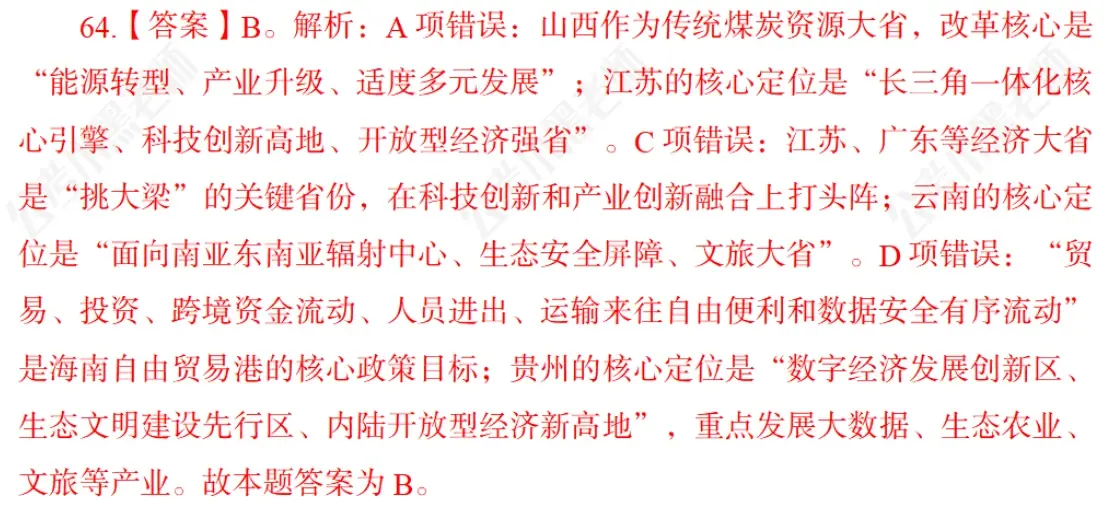 64.【答案】B。解析：A 项错误：山西作为传统煤炭资源大省，改革核心是
“能源转型、产业升级、适度多元发展”；江苏的核心定位是“长三角一体化核
心引擎、科技创新高地、开放型经济强省”。C 项错误：江苏、广东等经济大省
是“挑大梁”的关键省份，在科技创新和产业创新融合上打头阵；云南的核心定
位是“面向南亚东南亚辐射中心、生态安全屏障、文旅大省”。D 项错误：“贸
易、投资、跨境资金流动、人员进出、运输来往自由便利和数据安全有序流动”
是海南自由贸易港的核心政策目标；贵州的核心定位是“数字经济发展创新区、
生态文明建设先行区、内陆开放型经济新高地”，重点发展大数据、生态农业、
文旅等产业。故本题答案为 B。